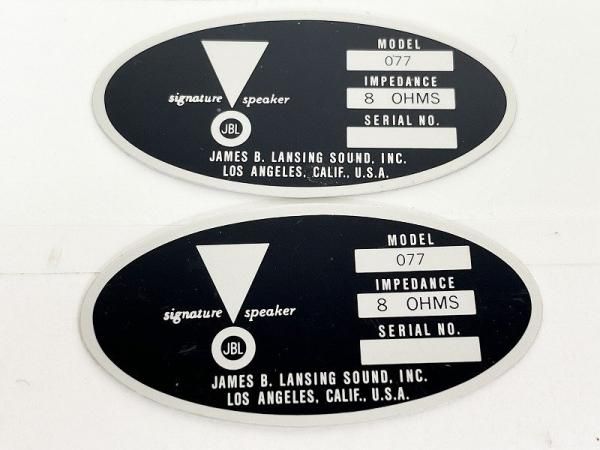 MODEL
077
IMPEDANCE
8 OHMS
SERIAL NO.
signature speaker
JBL
JAMES B. LANSING SOUND, INC.
LOS ANGELES, CALIF., U.S.A.
MODEL
077
IMPEDANCE
8 OHMS
SERIAL NO.
signature speaker
JBL
JAMES B. LANSING SOUND, INC.
LOS ANGELES, CALIF., U.S.A.